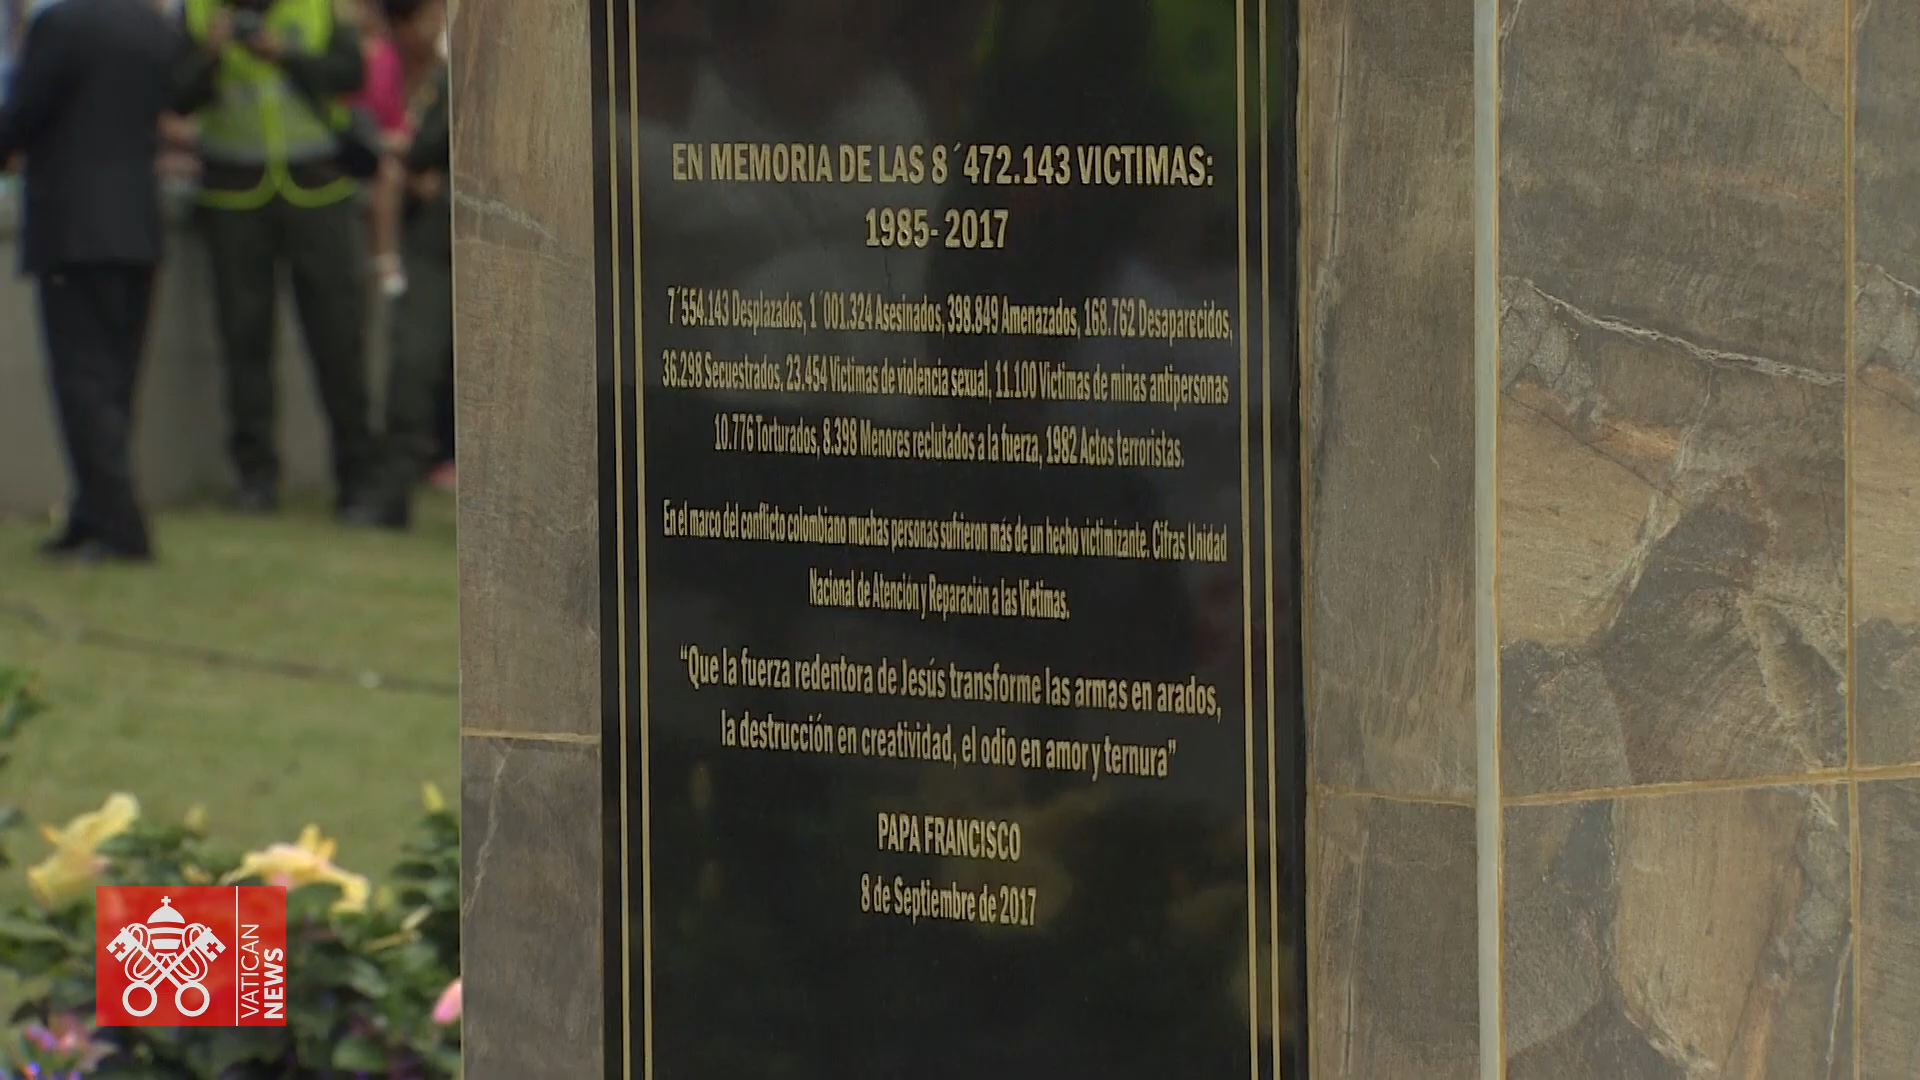 EN MEMORIA DE LAS 8´472.143 VICTIMAS:
1985-2017
7´554.143 Desplazados, 1´001.324 Asesinados, 398.849 Amenazados, 168.762 Desaparecidos,
36.298 Secuestrados, 23.454 Victimas de violencia sexual, 11.100 Victimas de minas antipersonas
10.776 Torturados, 8.398 Menores reclutados a la fuerza, 1982 Actos terroristas.
En el marco del conflicto colombiano muchas personas sufrieron más de un hecho victimizante. Cifras Unidad
Nacional de Atención y Reparación a las Victimas.
“Que la fuerza redentora de Jesús transforme las armas en arados,
la destrucción en creatividad, el odio en amor y ternura”
PAPA FRANCISCO
8 de Septiembre de 2017
VATICAN
NEWS